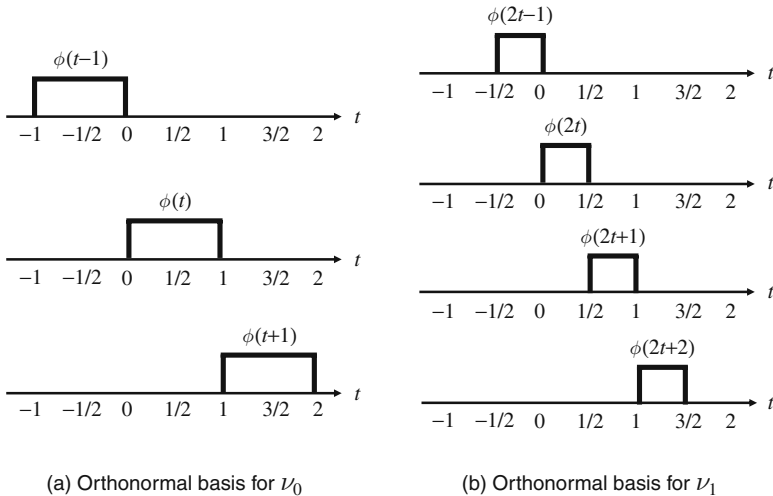 ϕ(t−1)
t
−1 −1/2 0 1/2 1 3/2 2
ϕ(t)
t
−1 −1/2 0 1/2 1 3/2 2
ϕ(t+1)
t
−1 −1/2 0 1/2 1 3/2 2
(a) Orthonormal basis for ν0
ϕ(2t−1)
t
−1 −1/2 0 1/2 1 3/2 2
ϕ(2t)
t
−1 −1/2 0 1/2 1 3/2 2
ϕ(2t+1)
t
−1 −1/2 0 1/2 1 3/2 2
ϕ(2t+2)
t
−1 −1/2 0 1/2 1 3/2 2
(b) Orthonormal basis for ν1